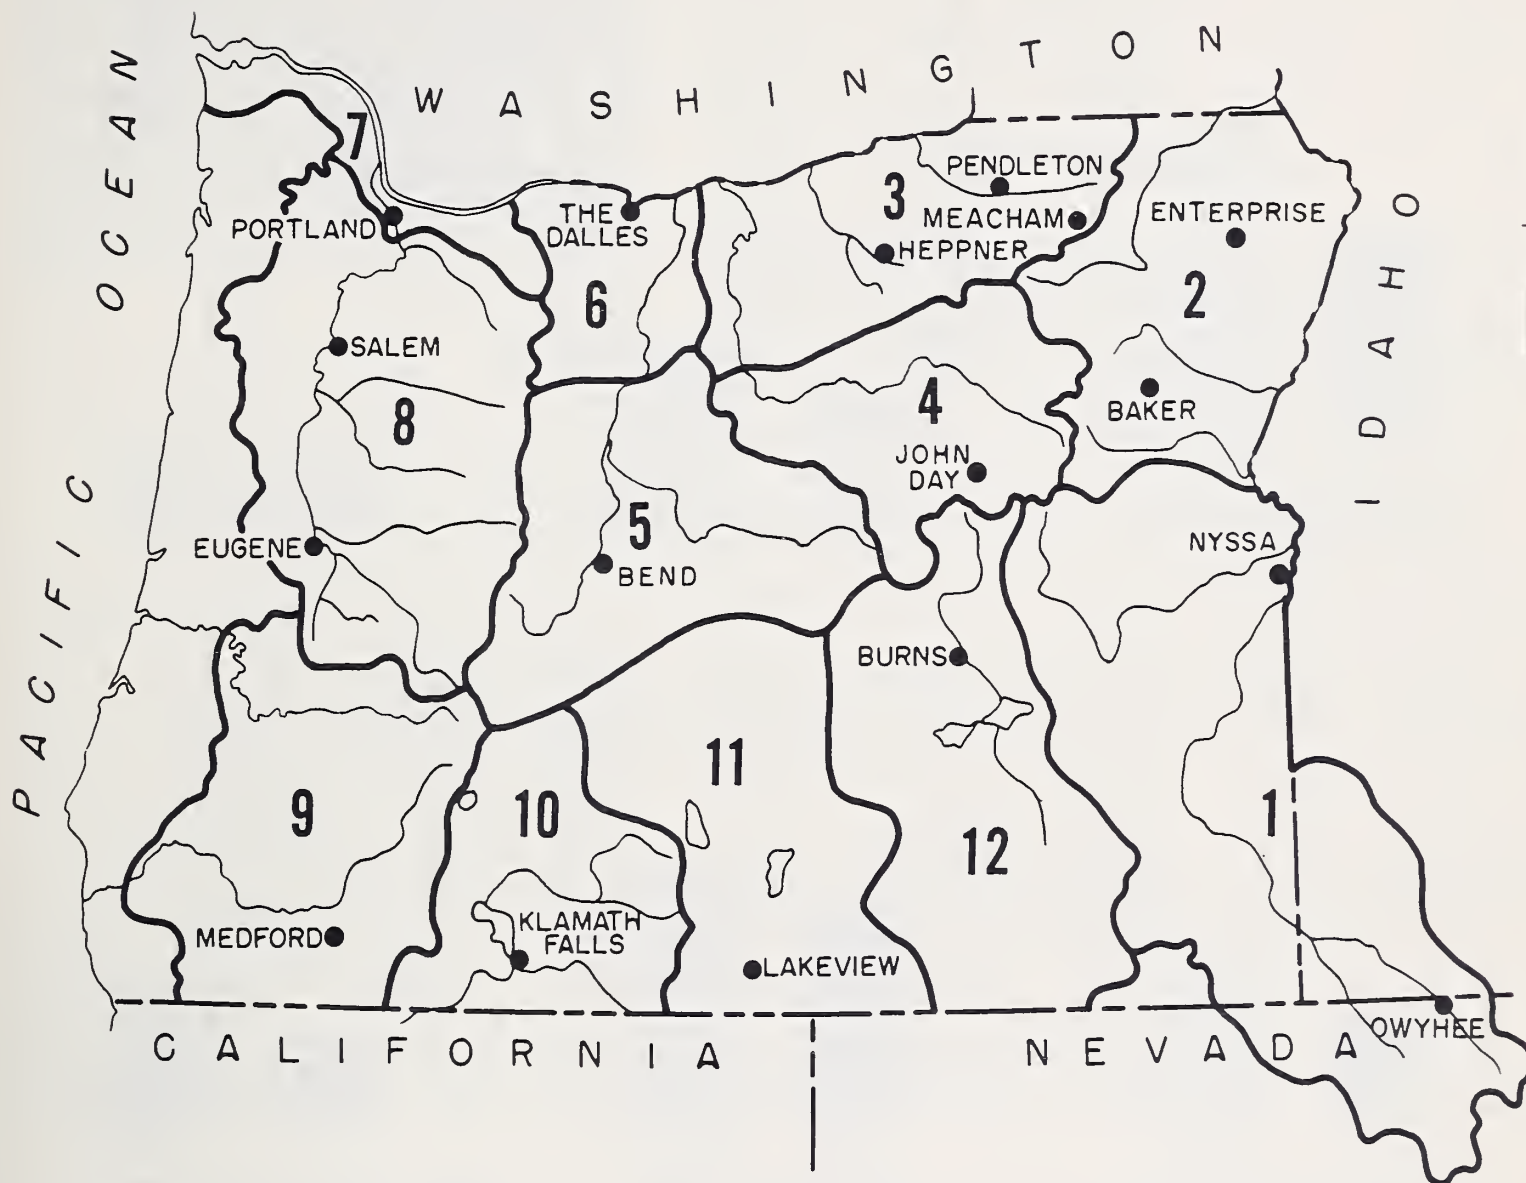 WASHINGTON
PACIFIC OCEAN
IDAHO
7
PENDLETON
3
MEACHAM
ENTERPRISE
THE
DALLES
PORTLAND
HEPPNER
6
2
SALEM
4
BAKER
8
JOHN
DAY
5
NYSSA
EUGENE
BEND
BURNS
11
9
10
1
12
KLAMATH
FALLS
MEDFORD
LAKEVIEW
OWYHEE
CALIFORNIA
NEVADA